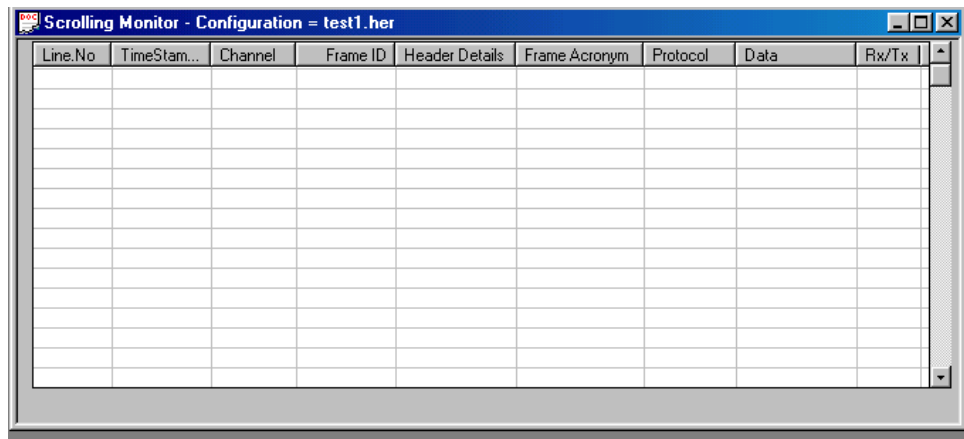 Scrolling Monitor - Configuration = test1.her
Line.No TimeStam... Channel Frame ID Header Details Frame Acronym Protocol Data Rx/Tx